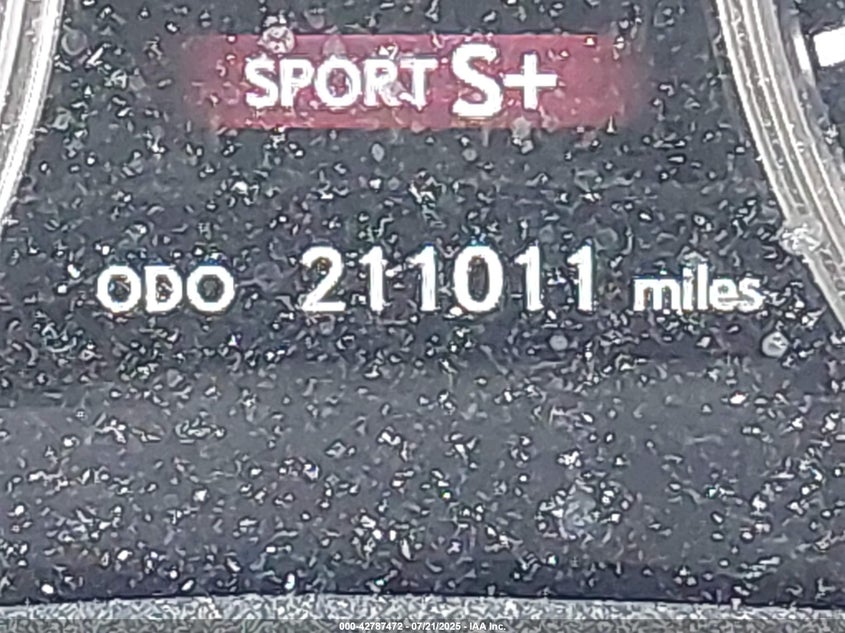 SPORT S+
ODO 211011 miles
000-42787472 - 07/21/2025 - IAA Inc.